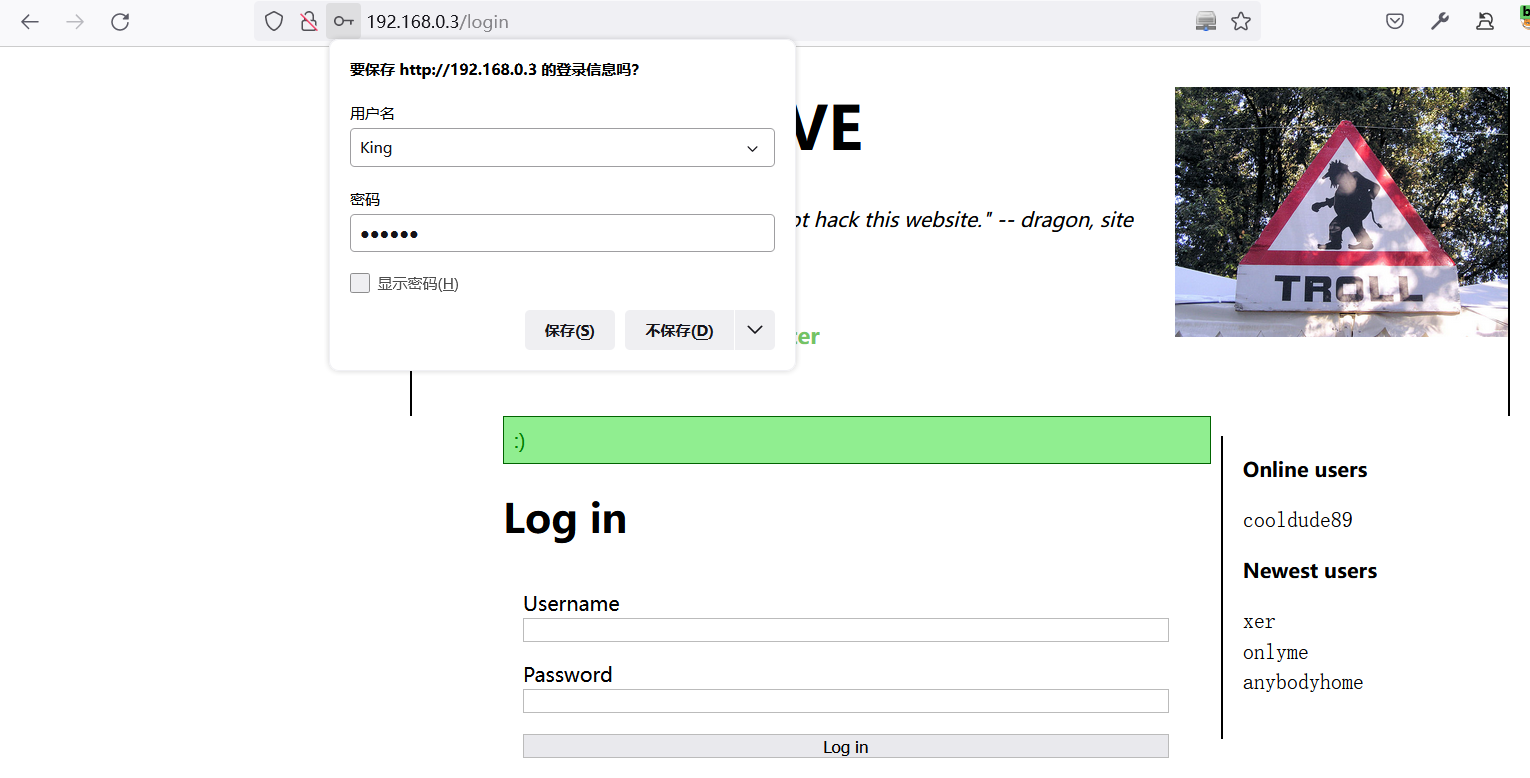 192.168.0.3/login
要保存 http://192.168.0.3 的登录信息吗?
用户名
King
密码
••••••
显示密码(H)
保存(S)
不保存(D)
VE
hack this website." -- dragon, site
TROLL
:)
Log in
Username
Password
Log in
Online users
cooldude89
Newest users
xer
onlyme
anybodyhome